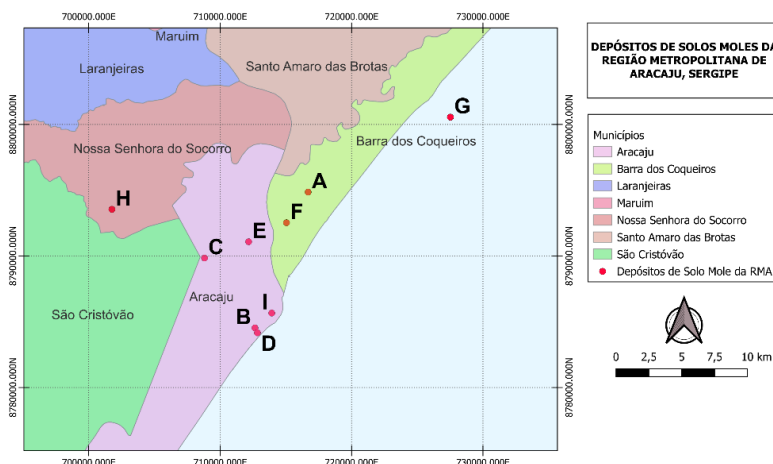 700000.000E 710000.000E 720000.000E 730000.000E
Maruim
Laranjeiras
Santo Amaro das Brotas
G
8800000.000N
8800000.000N
Barra dos Coqueiros
Nossa Senhora do Socorro
A
H
F
E
C
8790000.000N
8790000.000N
Aracaju
I
São Cristóvão
B
D
8780000.000N
8780000.000N
700000.000E 710000.000E 720000.000E 730000.000E
DEPÓSITOS DE SOLOS MOLES DA
REGIÃO METROPOLITANA DE
ARACAJU, SERGIPE
Municípios
Aracaju
Barra dos Coqueiros
Laranjeiras
Maruim
Nossa Senhora do Socorro
Santo Amaro das Brotas
São Cristóvão
Depósitos de Solo Mole da RMA
0 2,5 5 7,5 10 km